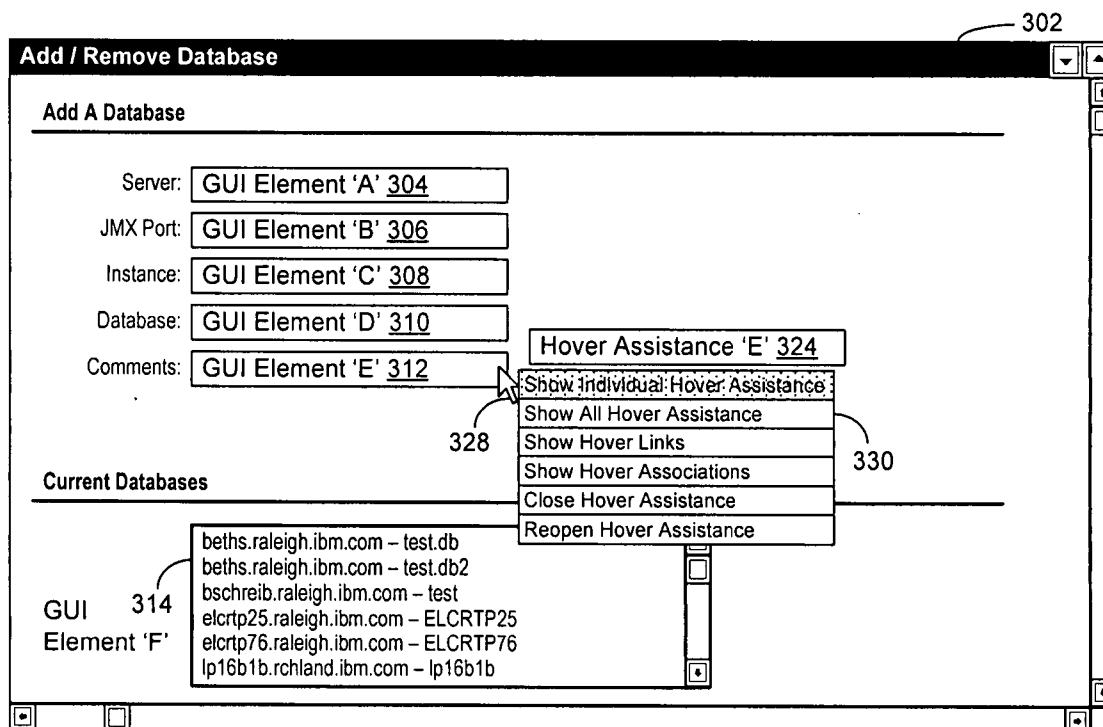 302
Add / Remove Database
Add A Database
Server: GUI Element 'A' 304
JMX Port: GUI Element 'B' 306
Instance: GUI Element 'C' 308
Database: GUI Element 'D' 310
Hover Assistance 'E' 324
Comments: GUI Element 'E' 312
Show Individual Hover Assistance
Show All Hover Assistance
328
Show Hover Links
330
Show Hover Associations
Current Databases
Close Hover Assistance
Reopen Hover Assistance
beths.raleigh.ibm.com – test.db
beths.raleigh.ibm.com – test.db2
bschreib.raleigh.ibm.com – test
GUI 314
elcrtp25.raleigh.ibm.com – ELCRTP25
Element 'F'
elcrtp76.raleigh.ibm.com – ELCRTP76
lp16b1b.rchland.ibm.com – lp16b1b